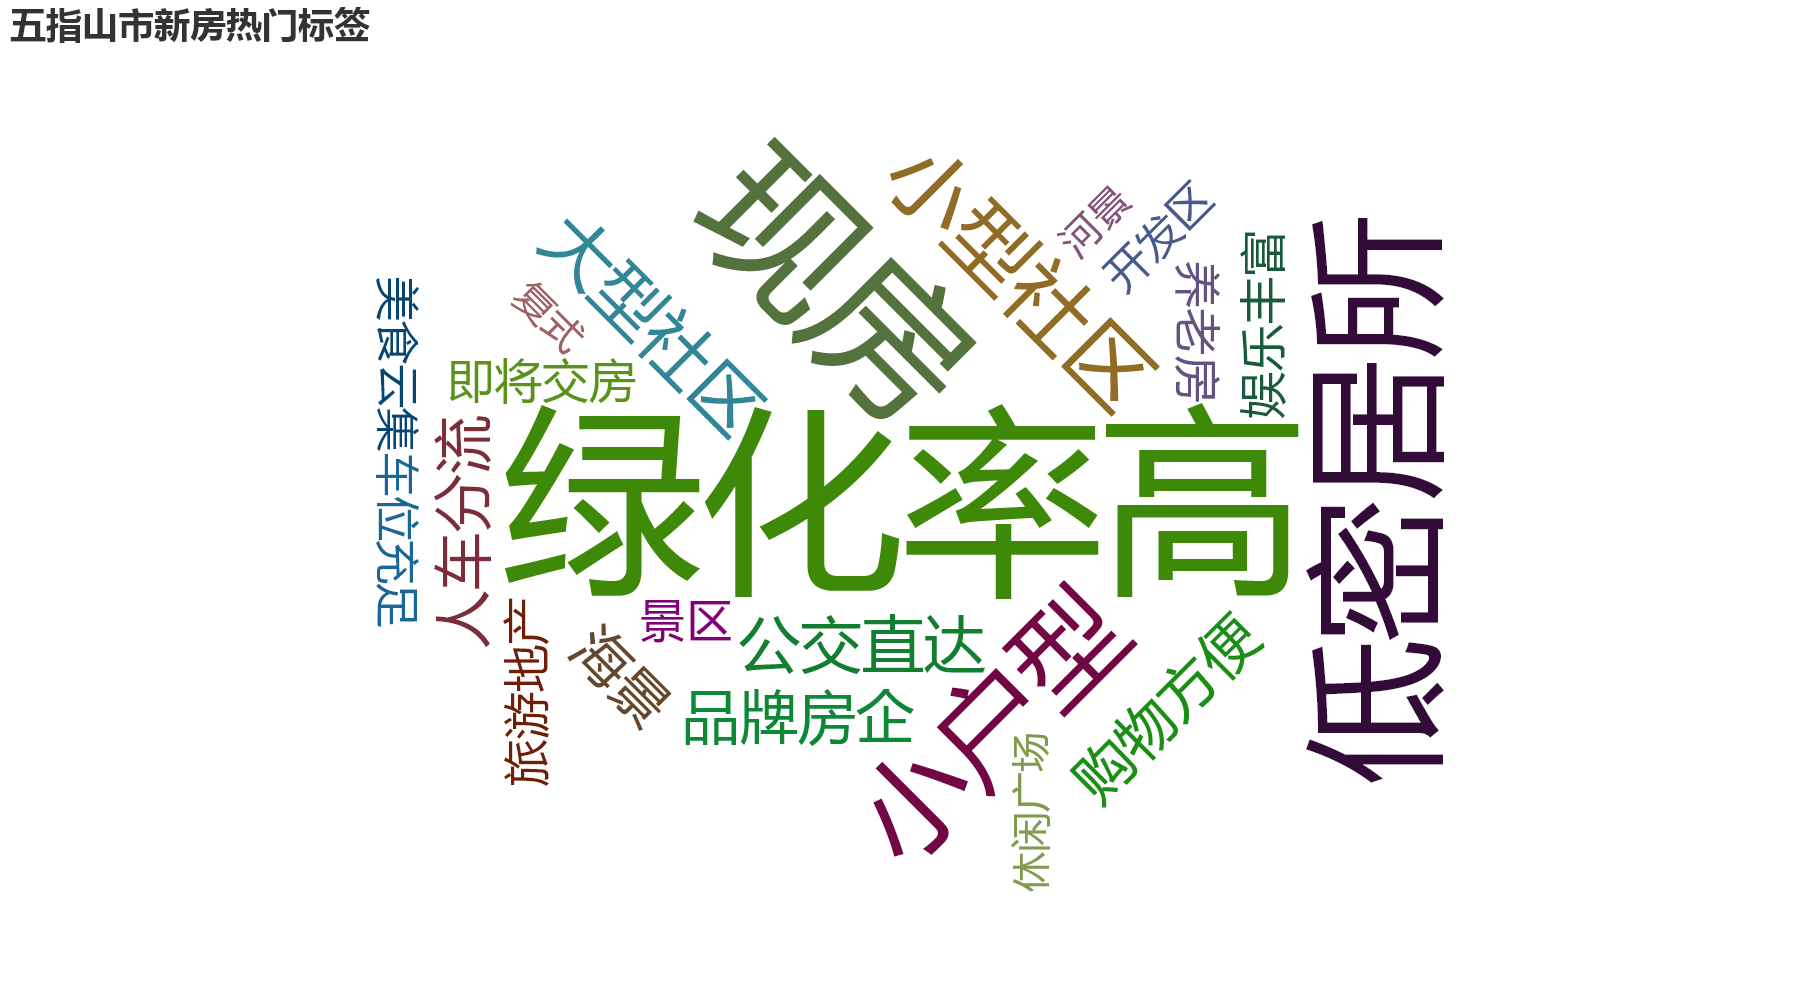 五指山市新房热门标签
现房
小型社区
河景
开发区
大型社区
复式
养老房
娱乐丰富
低密居所
美食云集
车位充足
即将交房
人车分流
绿化率高
旅游地产
海景
景区
公交直达
品牌房企
小户型
购物方便
休闲广场